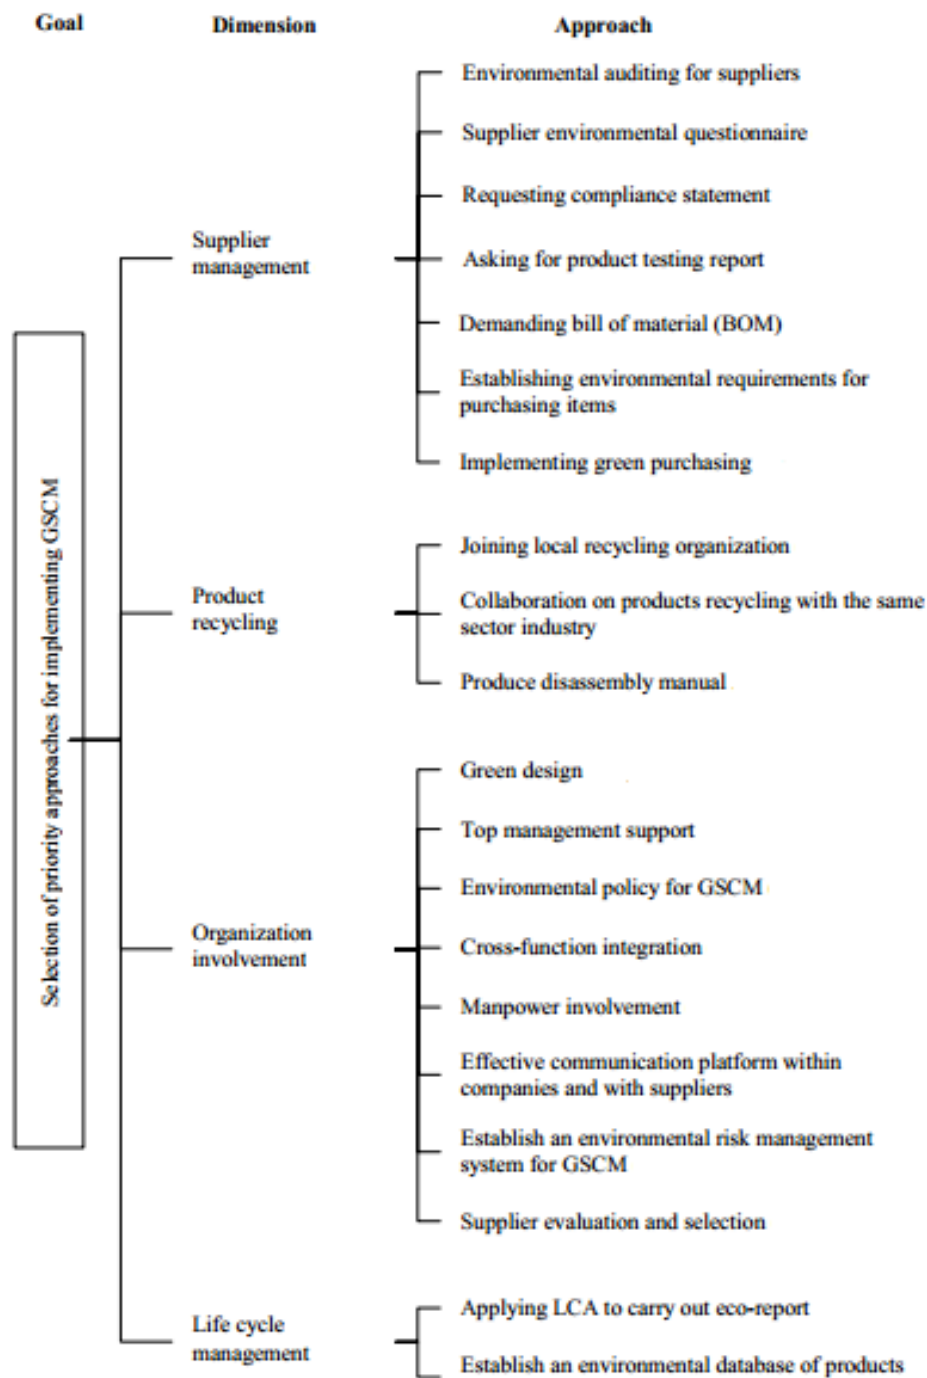 Goal
Dimension
Approach
Selection of priority approaches for implementing GSCM
Supplier
management
Environmental auditing for suppliers
Supplier environmental questionnaire
Requesting compliance statement
Asking for product testing report
Demanding bill of material (BOM)
Establishing environmental requirements for
purchasing items
Implementing green purchasing
Product
recycling
Joining local recycling organization
Collaboration on products recycling with the same
sector industry
Produce disassembly manual
Organization
involvement
Green design
Top management support
Environmental policy for GSCM
Cross-function integration
Manpower involvement
Effective communication platform within
companies and with suppliers
Establish an environmental risk management
system for GSCM
Supplier evaluation and selection
Life cycle
management
Applying LCA to carry out eco-report
Establish an environmental database of products